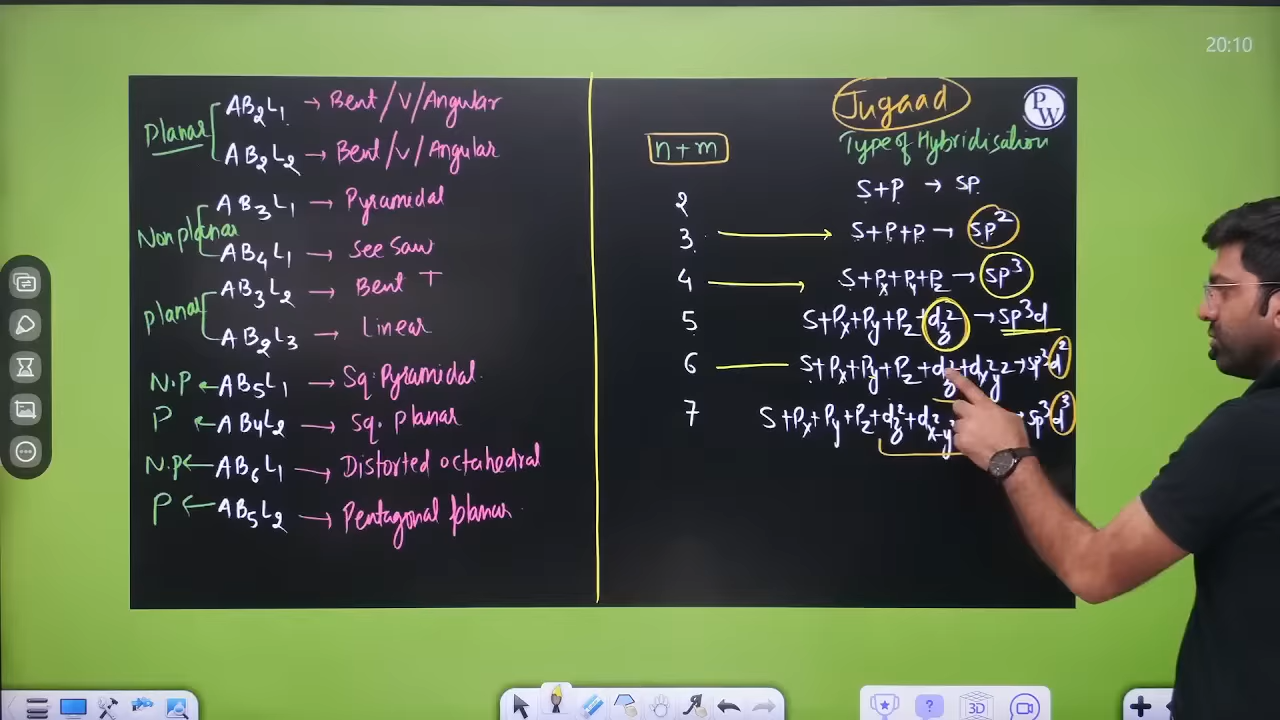 20:10
Planar
AB₂L₁ → Bent/V/Angular
AB₂L₂ → Bent/V/Angular
Nonplanar
AB₃L₁ → Pyramidal
AB₄L₁ → See Saw
planar
AB₃L₂ → Bent T
AB₂L₃ → Linear
N.P ← AB₅L₁ → Sq. Pyramidal
P ← AB₄L₂ → Sq. planar
N.P ← AB₆L₁ → Distorted octahedral
P ← AB₅L₂ → Pentagonal planar
Jugaad
PW
n+m
Type of Hybridisation
2 S+P → SP
3 → S+P+P → SP²
4 → S+Px+Py+Pz → SP³
5 S+Px+Py+Pz+dz² → SP³d
6 S+Px+Py+Pz+dz²+dx²y² → SP³d²
7 S+Px+Py+Pz+dz²+dx²-y² SP³d³
3D